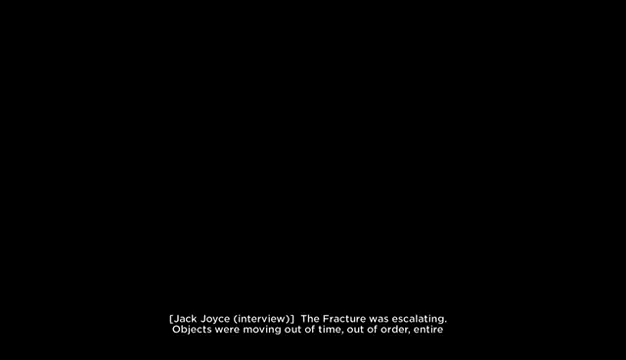 [Jack Joyce (interview)]  The Fracture was escalating.
Objects were moving out of time, out of order, entire